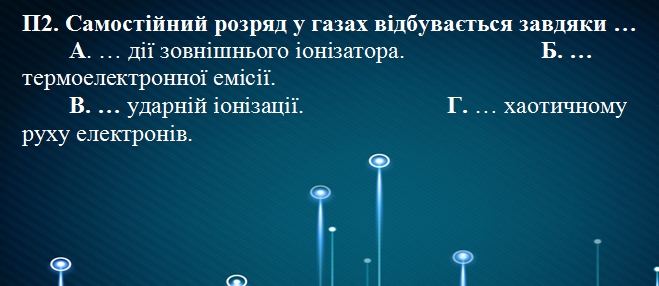 П2. Самостійний розряд у газах відбувається завдяки …
А. … дії зовнішнього іонізатора. Б. …
термоелектронної емісії.
В. … ударній іонізації. Г. … хаотичному
руху електронів.